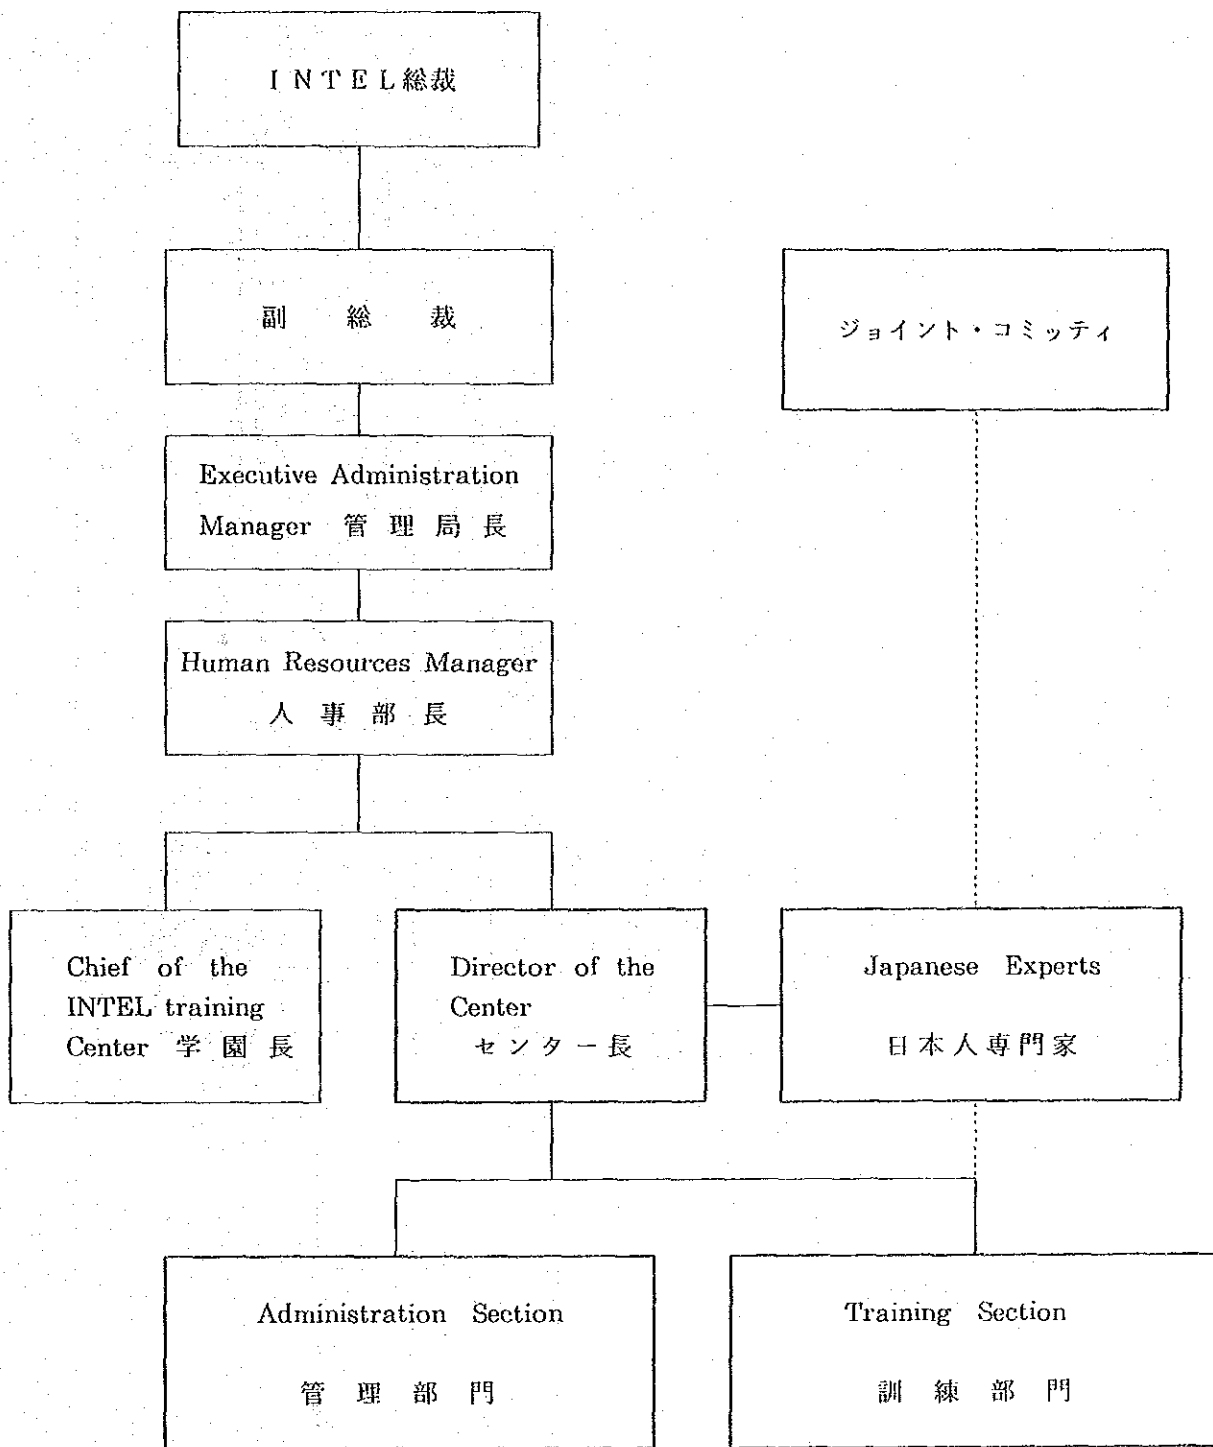 INTEL総裁
副総裁
ジョイント・コミッティ
Executive Administration
Manager 管理局長
Human Resources Manager
人事部長
Chief of the
INTEL training
Center 学園長
Director of the
Center
センター長
Japanese Experts
日本人専門家
Administration Section
管理部門
Training Section
訓練部門